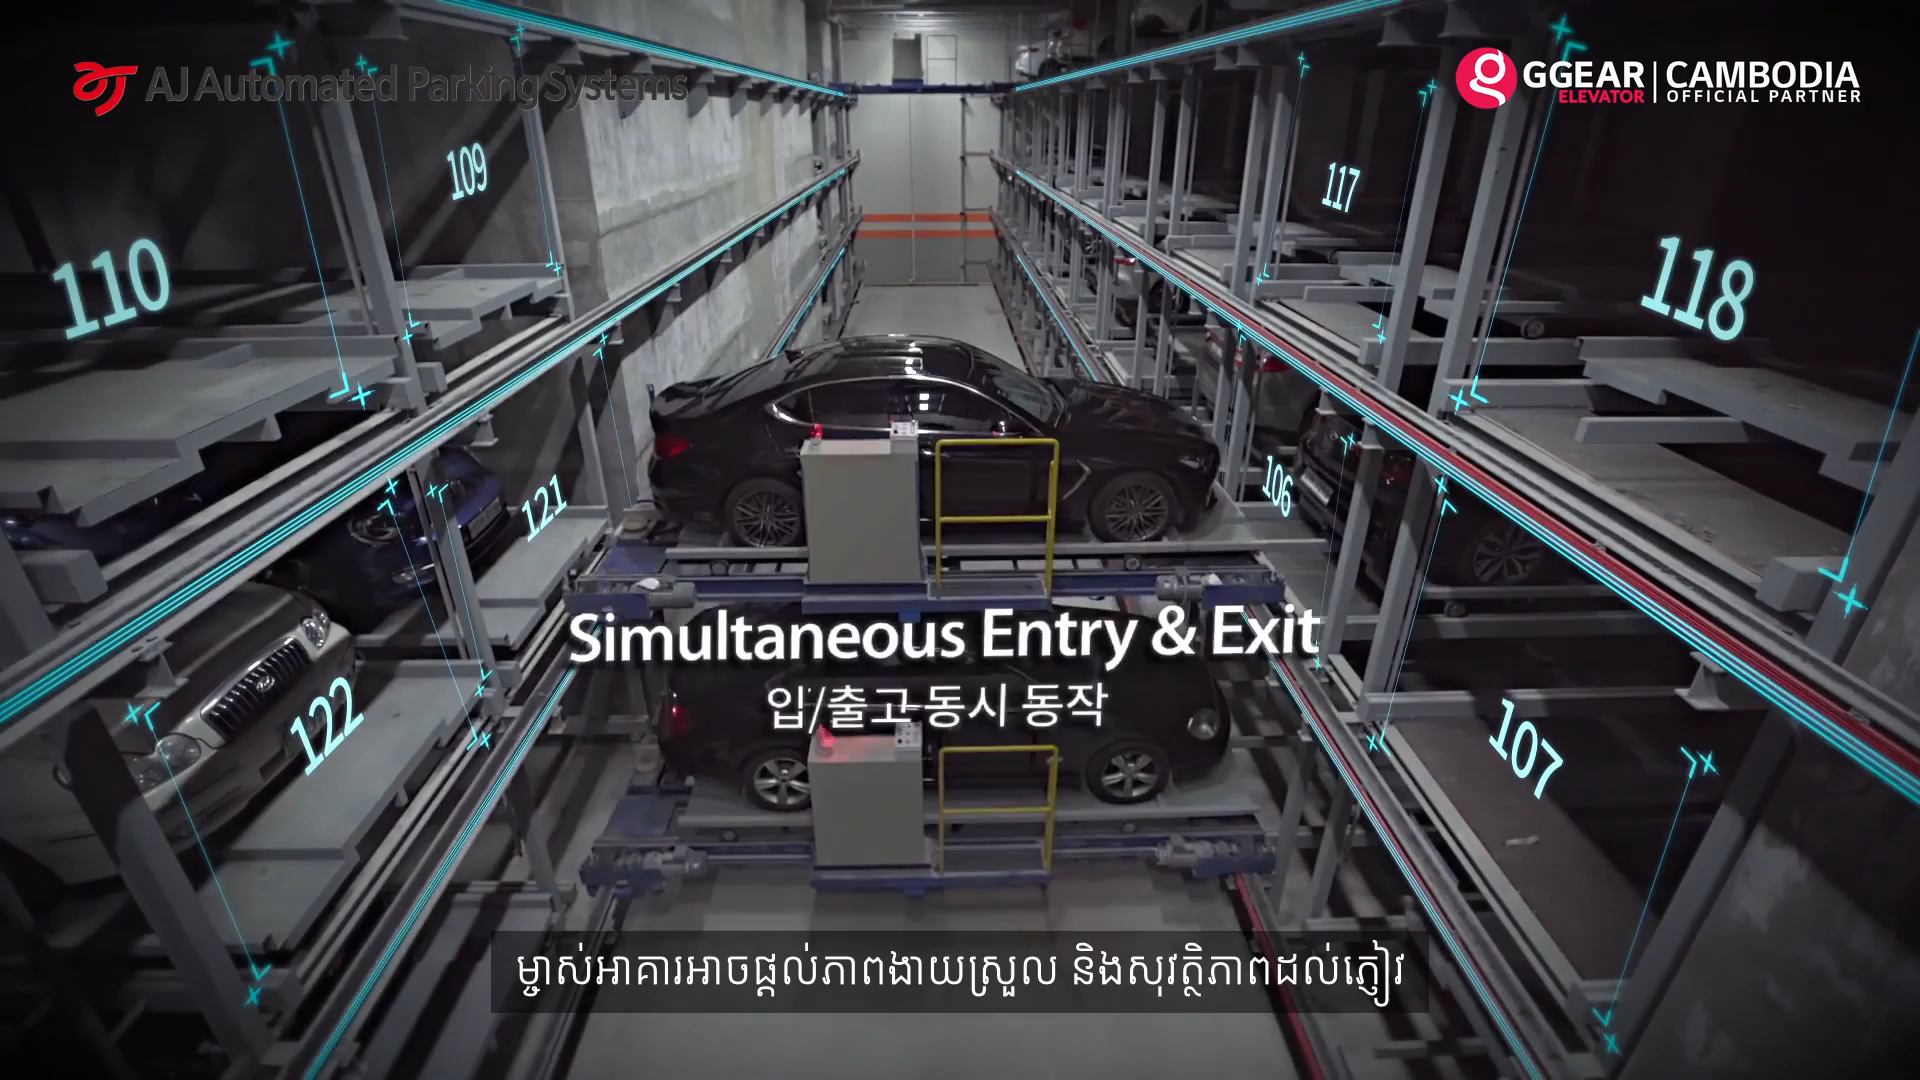 AJ Automated Parking Systems
GGEAR
ELEVATOR
CAMBODIA
OFFICIAL PARTNER
109
117
110
118
121
106
Simultaneous Entry & Exit
입/출고 동시 동작
122
107
ម្ចាស់អាគារអាចផ្តល់ភាពងាយស្រួល និងសុវត្ថិភាពដល់ភ្ញៀវ